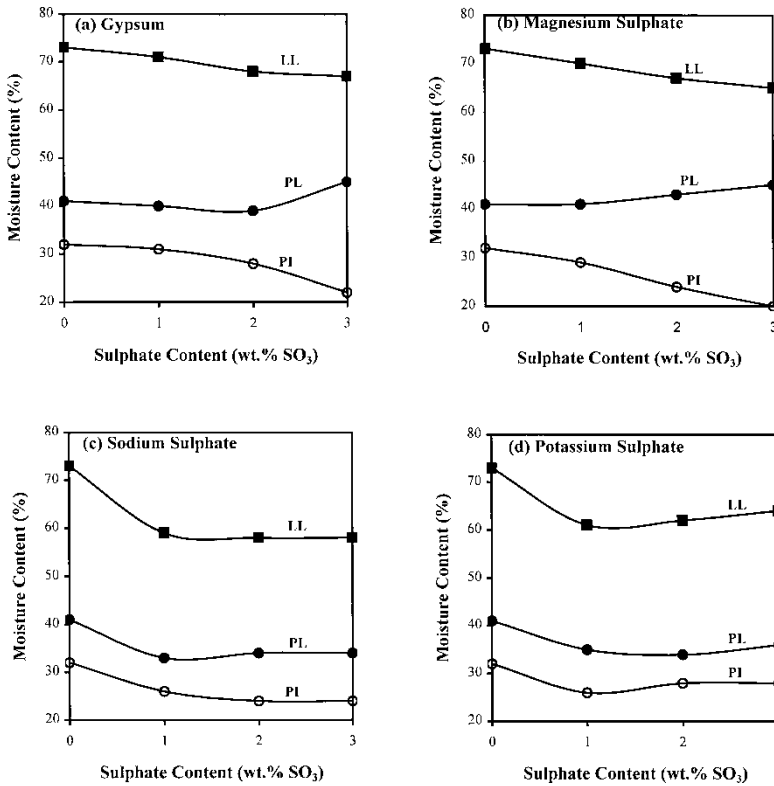 (a) Gypsum
80
70
60
50
40
30
20
LL
PL
PI
0 1 2 3
Moisture Content (%)
Sulphate Content (wt.% SO₃)
(b) Magnesium Sulphate
80
70
60
50
40
30
20
LL
PL
PI
0 1 2 3
Moisture Content (%)
Sulphate Content (wt.% SO₃)
(c) Sodium Sulphate
80
70
60
50
40
30
20
LL
PL
PI
0 1 2 3
Moisture Content (%)
Sulphate Content (wt.% SO₃)
(d) Potassium Sulphate
80
70
60
50
40
30
20
LL
PL
PI
0 1 2 3
Moisture Content (%)
Sulphate Content (wt.% SO₃)